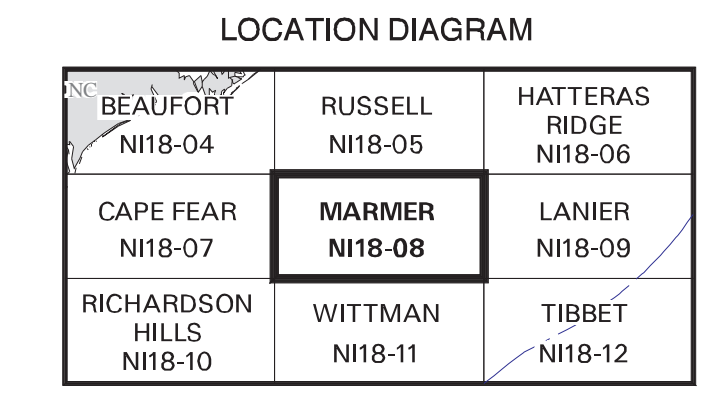 LOCATION DIAGRAM
NC
BEAUFORT
NI18-04
RUSSELL
NI18-05
HATTERAS
RIDGE
NI18-06
CAPE FEAR
NI18-07
MARMER
NI18-08
LANIER
NI18-09
RICHARDSON
HILLS
NI18-10
WITTMAN
NI18-11
TIBBET
NI18-12